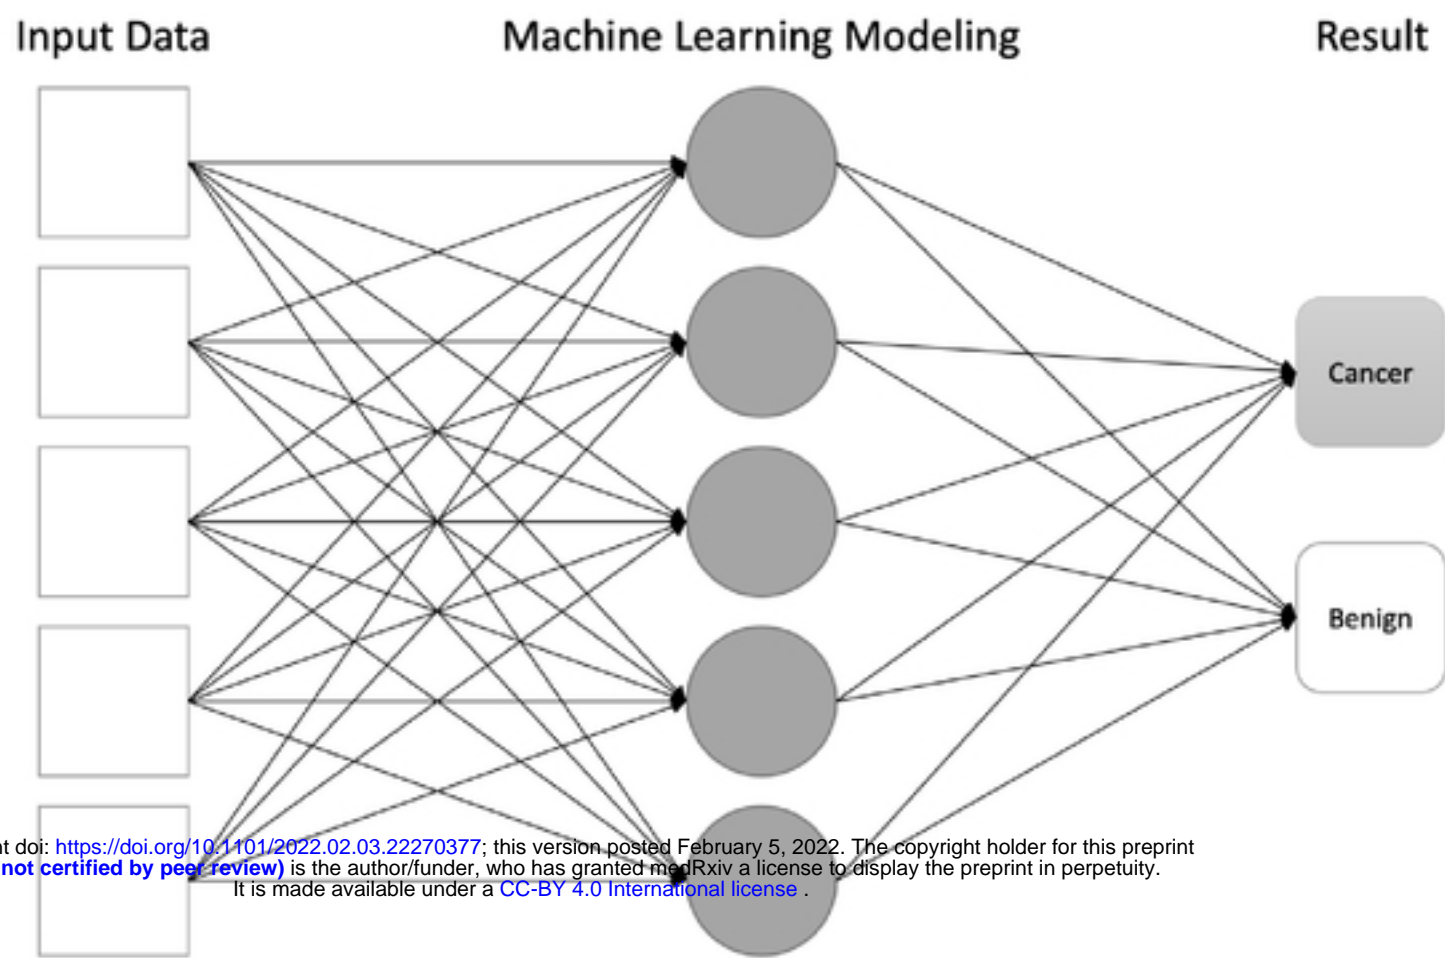 Input Data
Machine Learning Modeling
Result
Cancer
Benign
t doi: https://doi.org/10.1101/2022.02.03.22270377; this version posted February 5, 2022. The copyright holder for this preprint
not certified by peer review) is the author/funder, who has granted medRxiv a license to display the preprint in perpetuity.
It is made available under a CC-BY 4.0 International license .